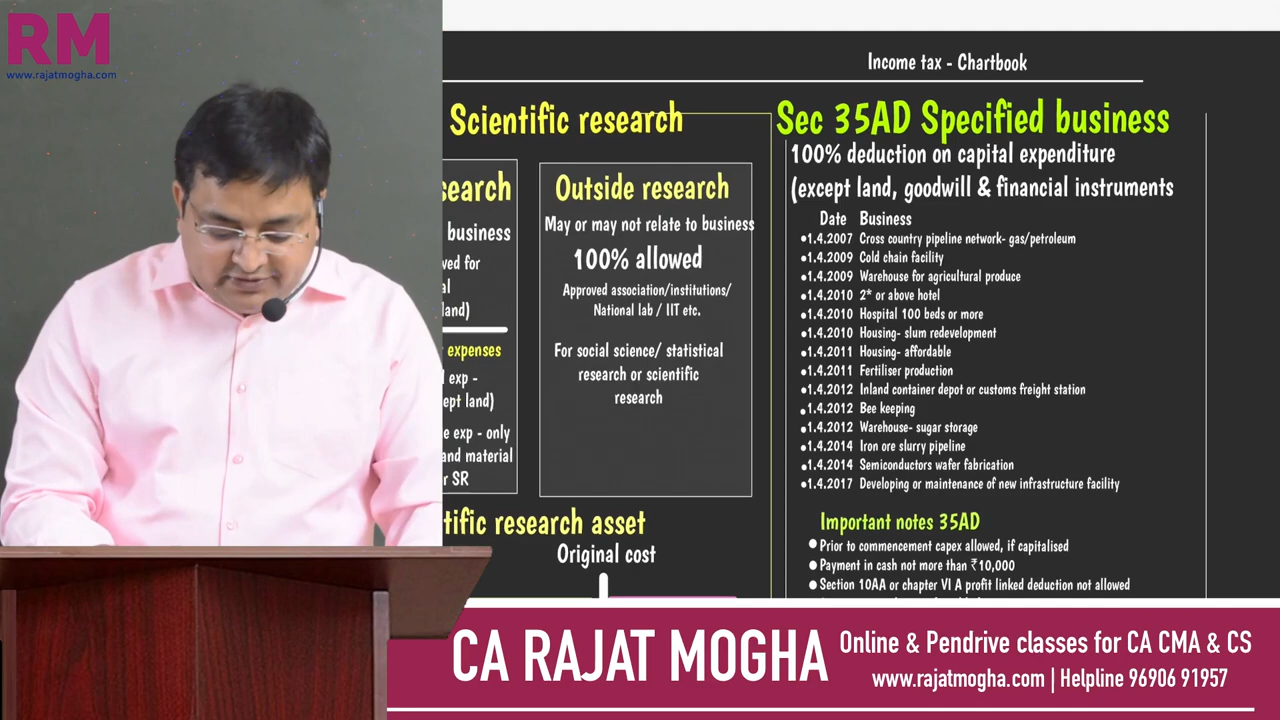 RM
www.rajatmogha.com
Income tax - Chartbook
Scientific research
search
business
ved for
al
land)
expenses
l exp -
ept land)
e exp - only
and material
r SR
Outside research
May or may not relate to business
100% allowed
Approved association/institutions/
National lab / IIT etc.
For social science/ statistical
research or scientific
research
tific research asset
Original cost
Sec 35AD Specified business
100% deduction on capital expenditure
(except land, goodwill & financial instruments
Date Business
•1.4.2007 Cross country pipeline network- gas/petroleum
•1.4.2009 Cold chain facility
•1.4.2009 Warehouse for agricultural produce
•1.4.2010 2* or above hotel
•1.4.2010 Hospital 100 beds or more
•1.4.2010 Housing- slum redevelopment
•1.4.2011 Housing- affordable
•1.4.2011 Fertiliser production
•1.4.2012 Inland container depot or customs freight station
•1.4.2012 Bee keeping
•1.4.2012 Warehouse- sugar storage
•1.4.2014 Iron ore slurry pipeline
•1.4.2014 Semiconductors wafer fabrication
•1.4.2017 Developing or maintenance of new infrastructure facility
Important notes 35AD
• Prior to commencement capex allowed, if capitalised
• Payment in cash not more than ₹10,000
• Section 10AA or chapter VI A profit linked deduction not allowed
CA RAJAT MOGHA
Online & Pendrive classes for CA CMA & CS
www.rajatmogha.com | Helpline 96906 91957